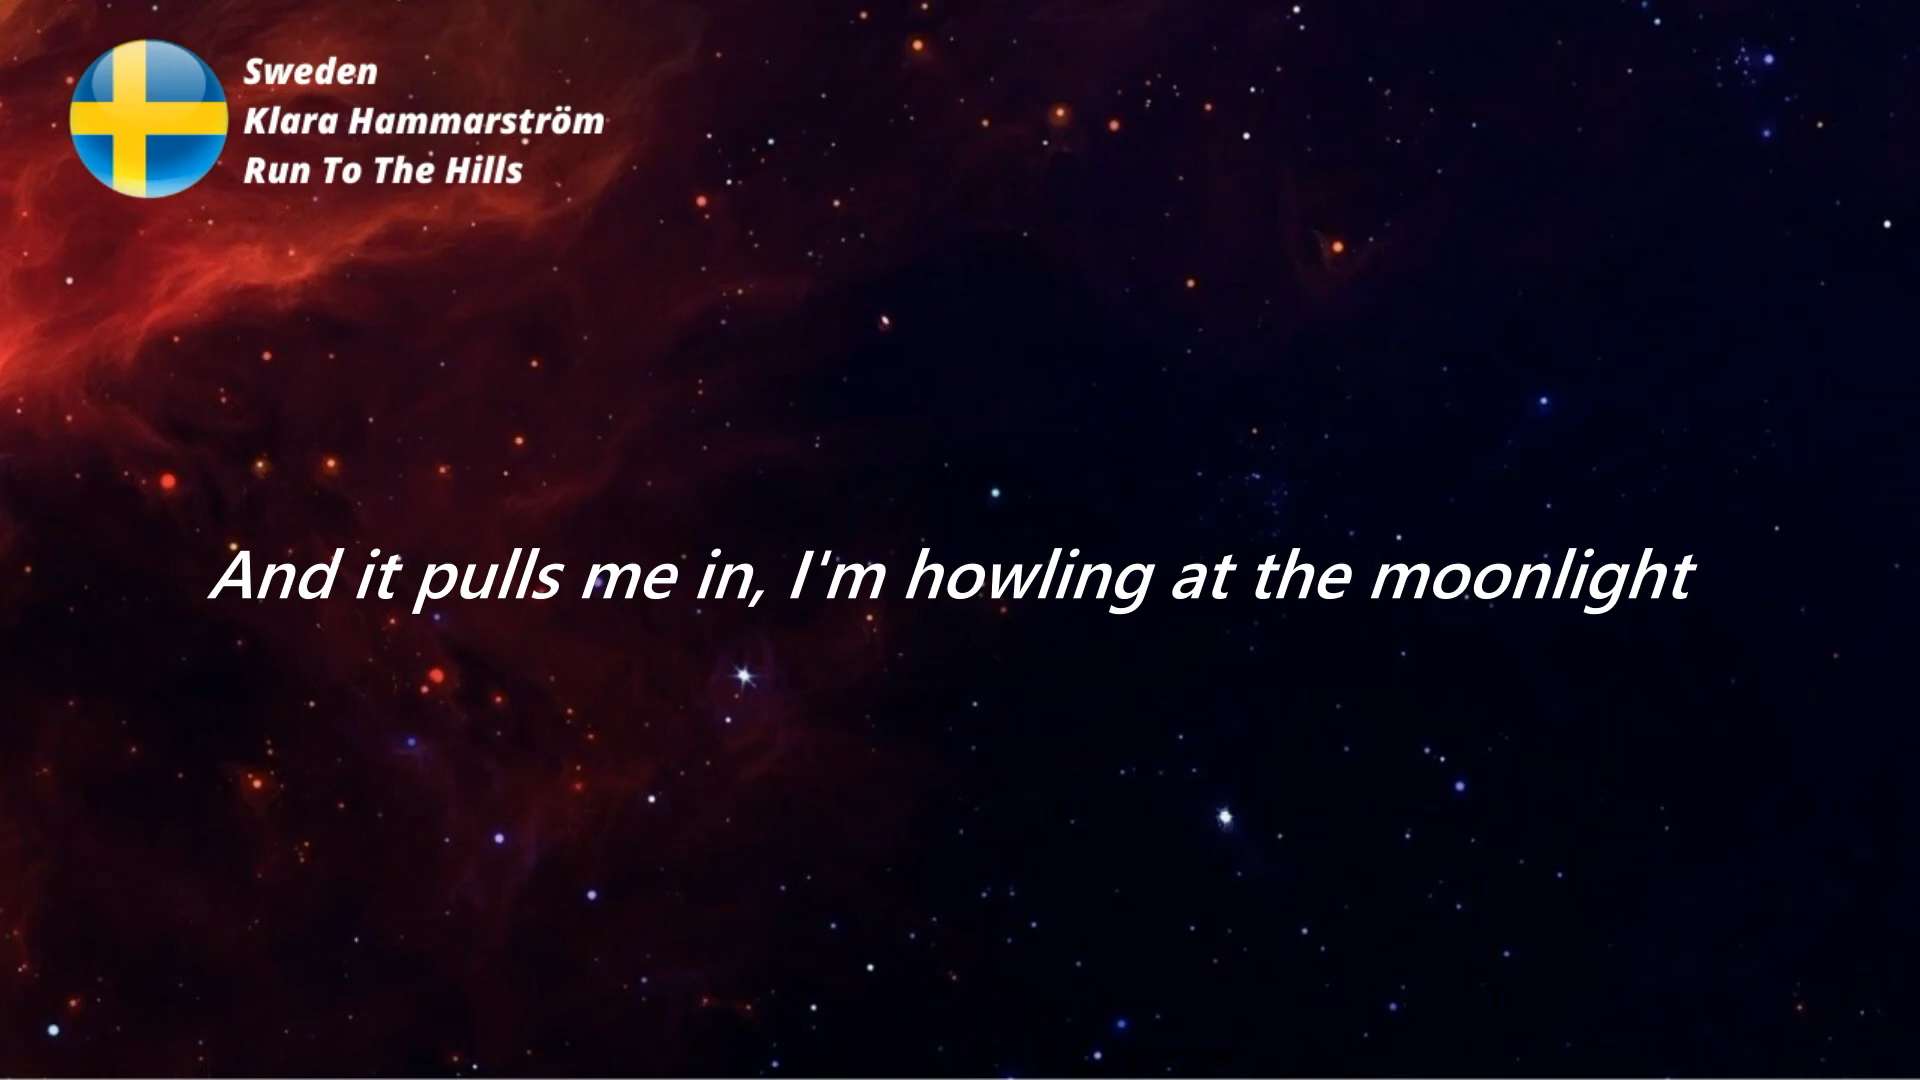 Sweden
Klara Hammarström
Run To The Hills
And it pulls me in, I'm howling at the moonlight